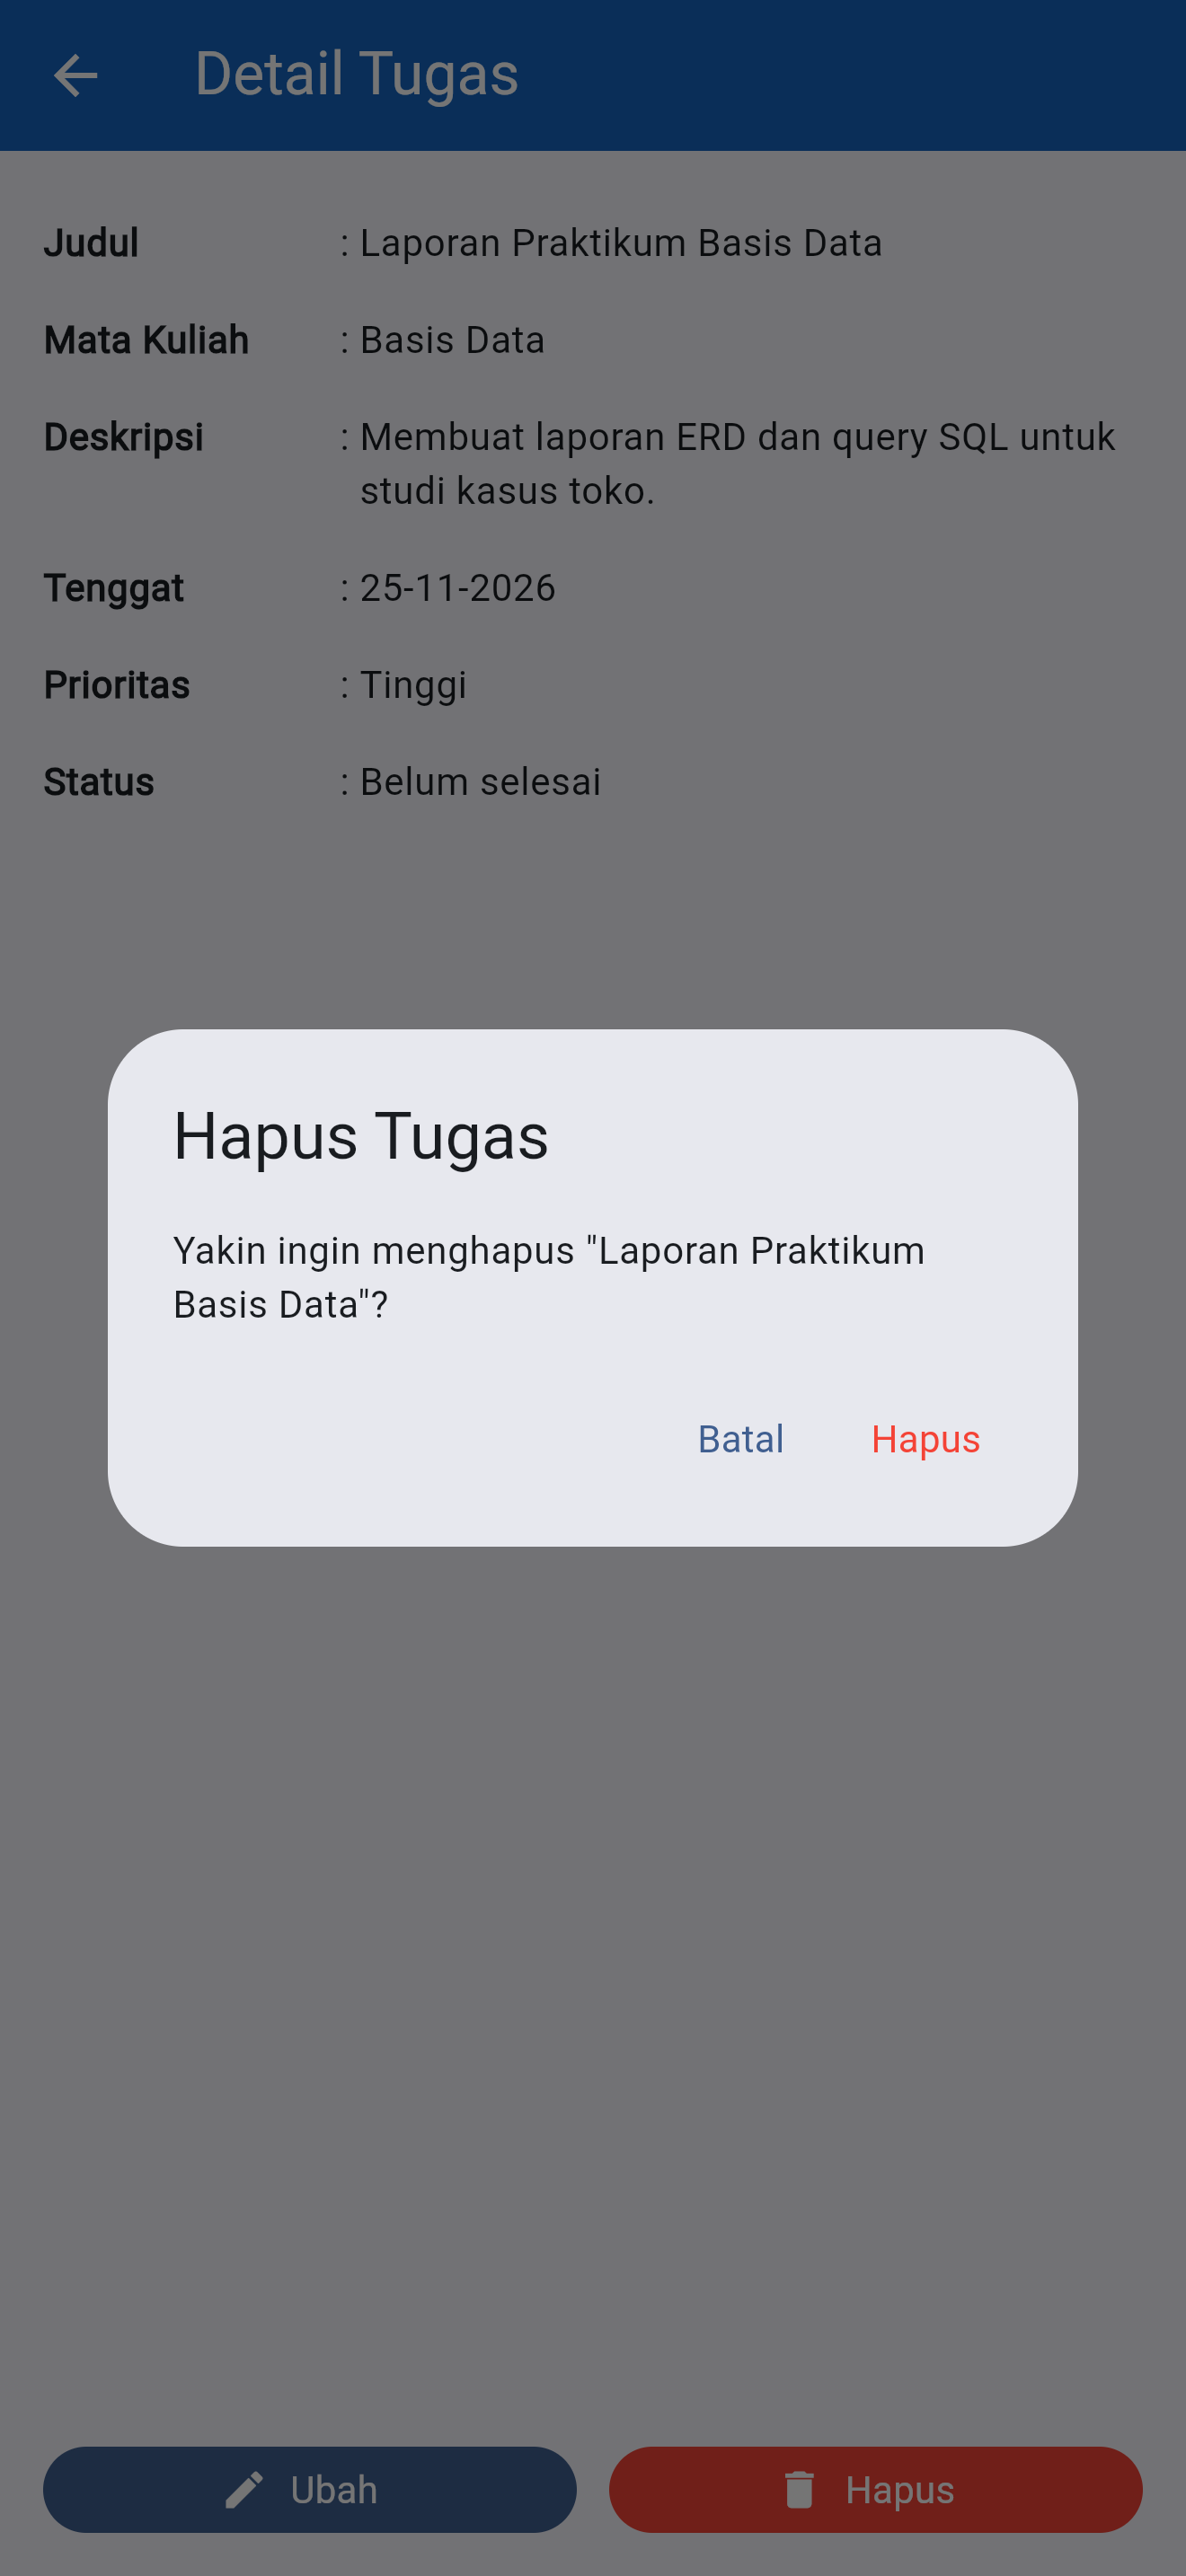 Detail Tugas
Judul : Laporan Praktikum Basis Data
Mata Kuliah : Basis Data
Deskripsi : Membuat laporan ERD dan query SQL untuk
studi kasus toko.
Tenggat : 25-11-2026
Prioritas : Tinggi
Status : Belum selesai
Hapus Tugas
Yakin ingin menghapus "Laporan Praktikum
Basis Data"?
Batal Hapus
Ubah Hapus